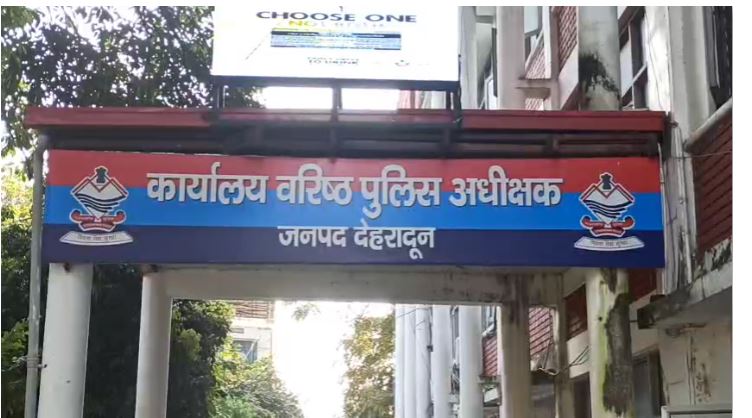 CHOOSE ONE
कार्यालय वरिष्ठ पुलिस अधीक्षक
जनपद देहरादून